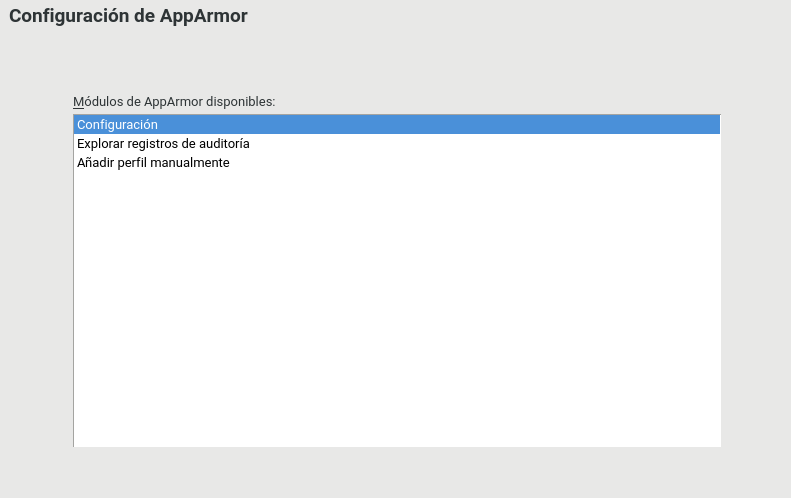 Configuración de AppArmor
Módulos de AppArmor disponibles:
Configuración
Explorar registros de auditoría
Añadir perfil manualmente